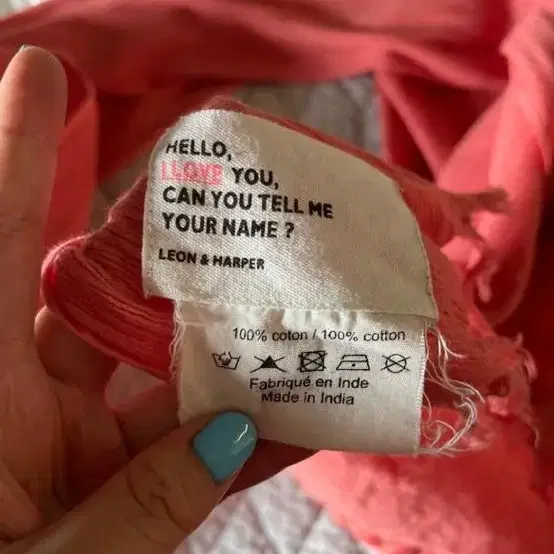 HELLO,
I LOVE YOU,
CAN YOU TELL ME
YOUR NAME ?
LEON & HARPER
100% coton / 100% cotton
Fabriqué en Inde
Made in India